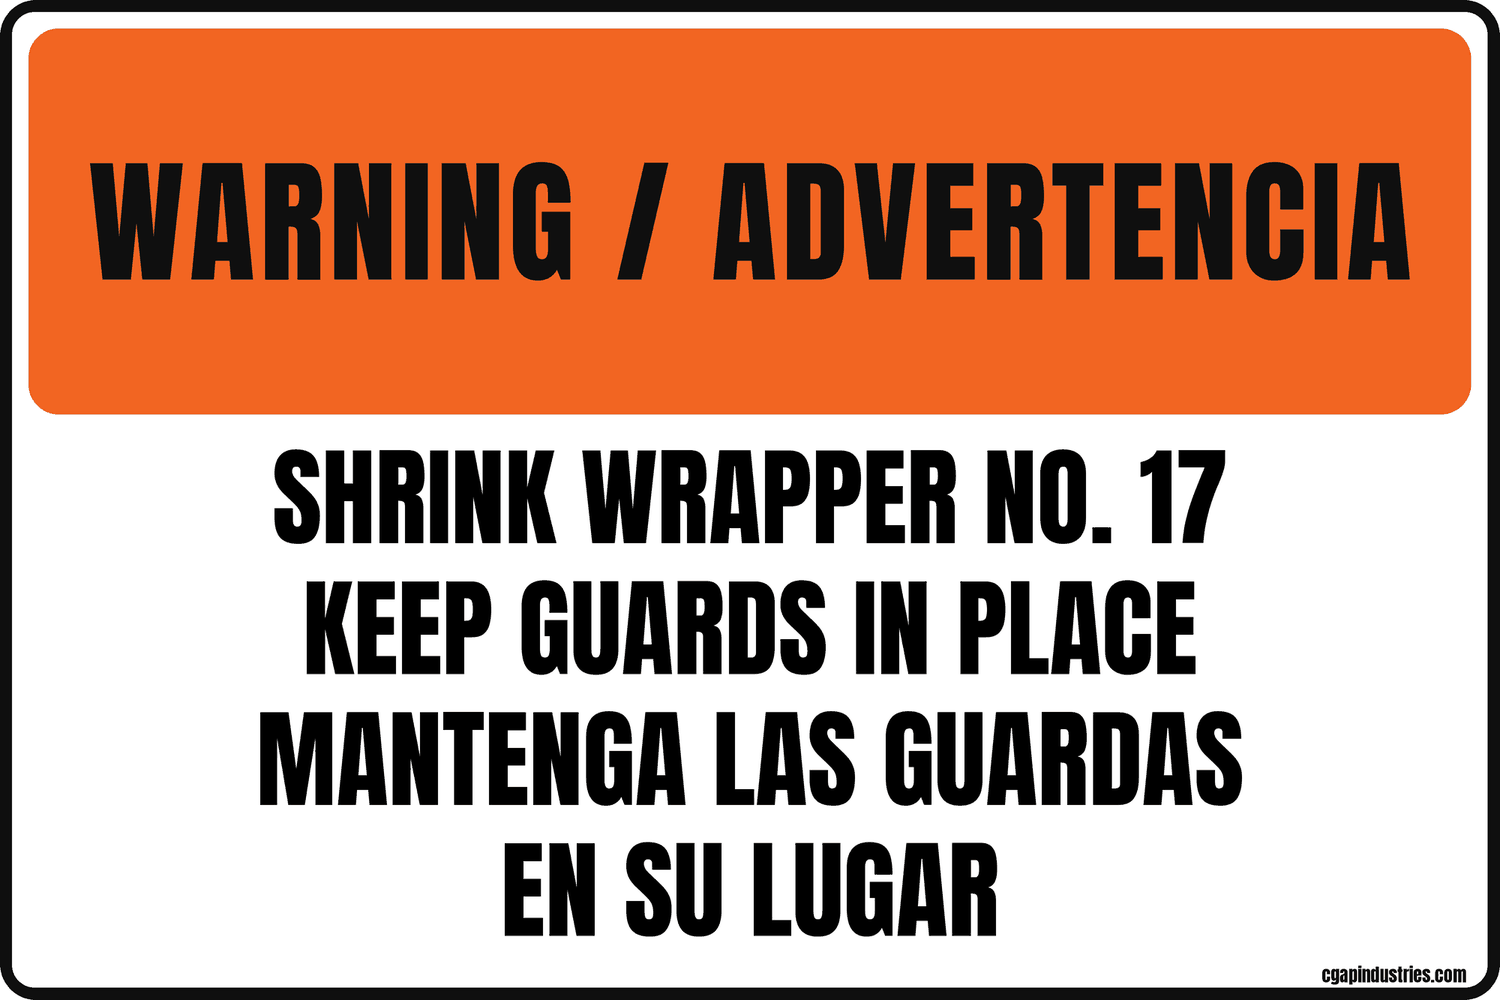 WARNING / ADVERTENCIA
SHRINK WRAPPER NO. 17
KEEP GUARDS IN PLACE
MANTENGA LAS GUARDAS
EN SU LUGAR
cgapindustries.com